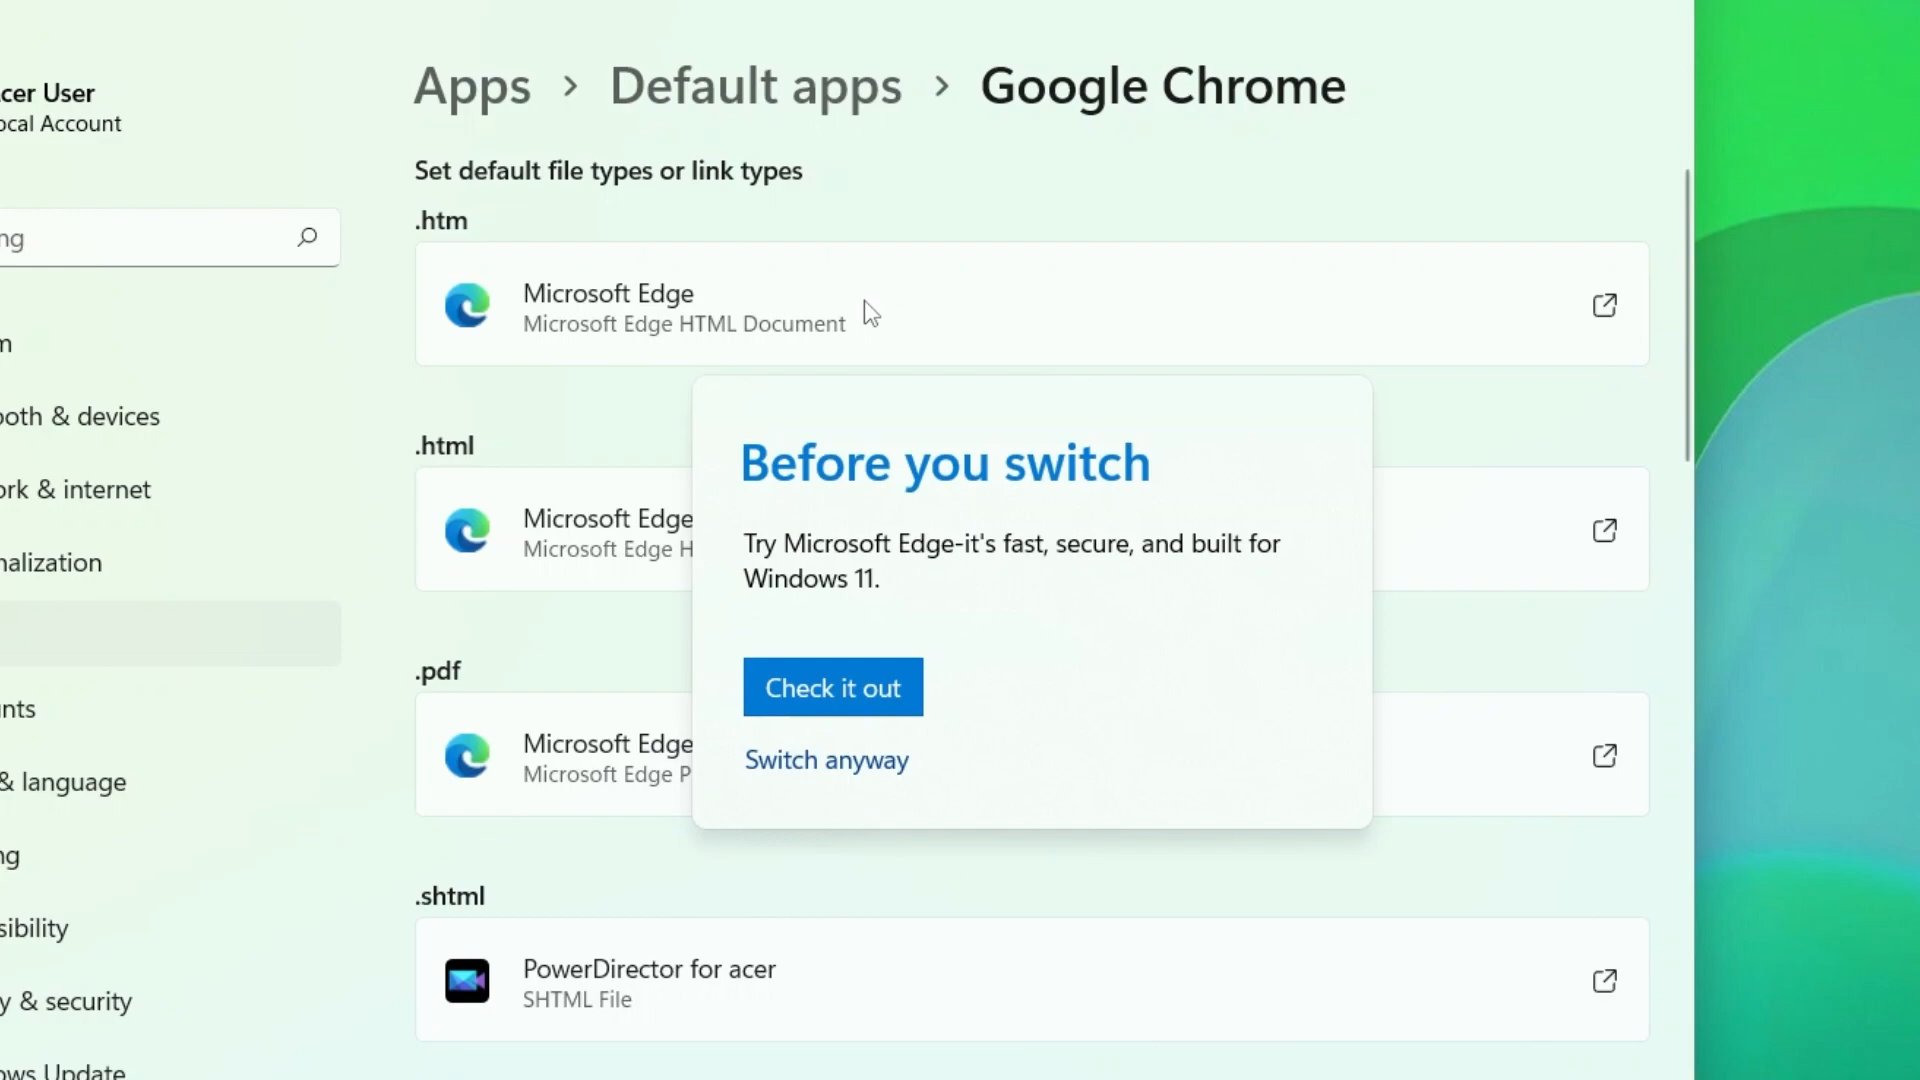 cer User
ocal Account
ng
m
ooth & devices
ork & internet
nalization
nts
& language
ng
sibility
y & security
ows Update
Apps > Default apps > Google Chrome
Set default file types or link types
.htm
Microsoft Edge
Microsoft Edge HTML Document
.html
Microsoft Edge
Microsoft Edge H
.pdf
Microsoft Edge
Microsoft Edge P
.shtml
PowerDirector for acer
SHTML File
Before you switch
Try Microsoft Edge-it's fast, secure, and built for
Windows 11.
Check it out
Switch anyway